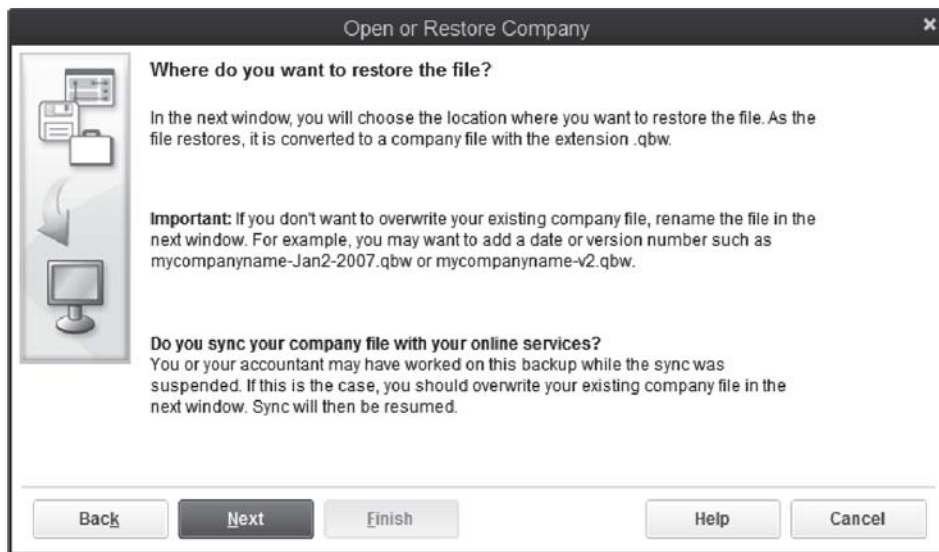 Open or Restore Company
Where do you want to restore the file?
In the next window, you will choose the location where you want to restore the file. As the
file restores, it is converted to a company file with the extension .qbw.
Important: If you don't want to overwrite your existing company file, rename the file in the
next window. For example, you may want to add a date or version number such as
mycompanyname-Jan2-2007.qbw or mycompanyname-v2.qbw.
Do you sync your company file with your online services?
You or your accountant may have worked on this backup while the sync was
suspended. If this is the case, you should overwrite your existing company file in the
next window. Sync will then be resumed.
Back Next Finish Help Cancel